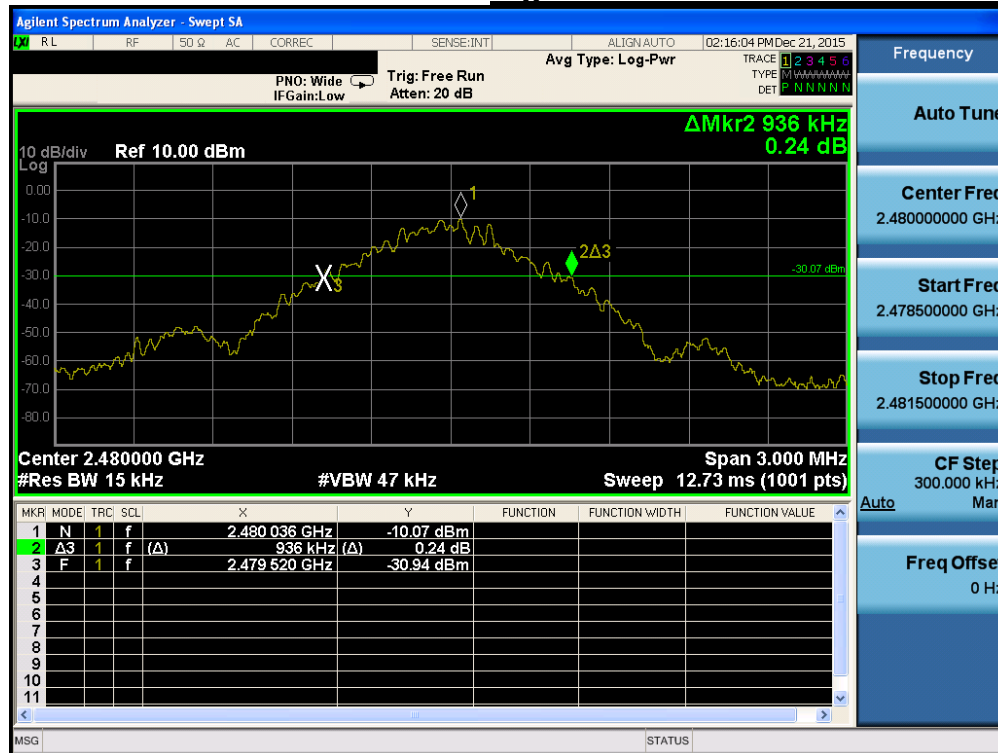 Agilent Spectrum Analyzer - Swept SA
LXI RL RF 50 Ω AC CORREC SENSE:INT ALIGN AUTO 02:16:04 PM Dec 21, 2015
Avg Type: Log-Pwr
TRACE 1 2 3 4 5 6
TYPE M WWWWW
DET P N N N N N
PNO: Wide
IFGain:Low
Trig: Free Run
Atten: 20 dB
ΔMkr2 936 kHz
0.24 dB
10 dB/div Ref 10.00 dBm
Log
0.00
-10.0
-20.0
-30.0
-40.0
-50.0
-60.0
-70.0
-80.0
1
2Δ3
3
-30.07 dBm
Center 2.480000 GHz Span 3.000 MHz
#Res BW 15 kHz #VBW 47 kHz Sweep 12.73 ms (1001 pts)
MKR MODE TRC SCL X Y FUNCTION FUNCTION WIDTH FUNCTION VALUE
1 N 1 f 2.480 036 GHz -10.07 dBm
2 Δ3 1 f (Δ) 936 kHz (Δ) 0.24 dB
3 F 1 f 2.479 520 GHz -30.94 dBm
4
5
6
7
8
9
10
11
MSG STATUS
Frequency
Auto Tune
Center Freq
2.480000000 GHz
Start Freq
2.478500000 GHz
Stop Freq
2.481500000 GHz
CF Step
300.000 kHz
Auto Man
Freq Offset
0 Hz